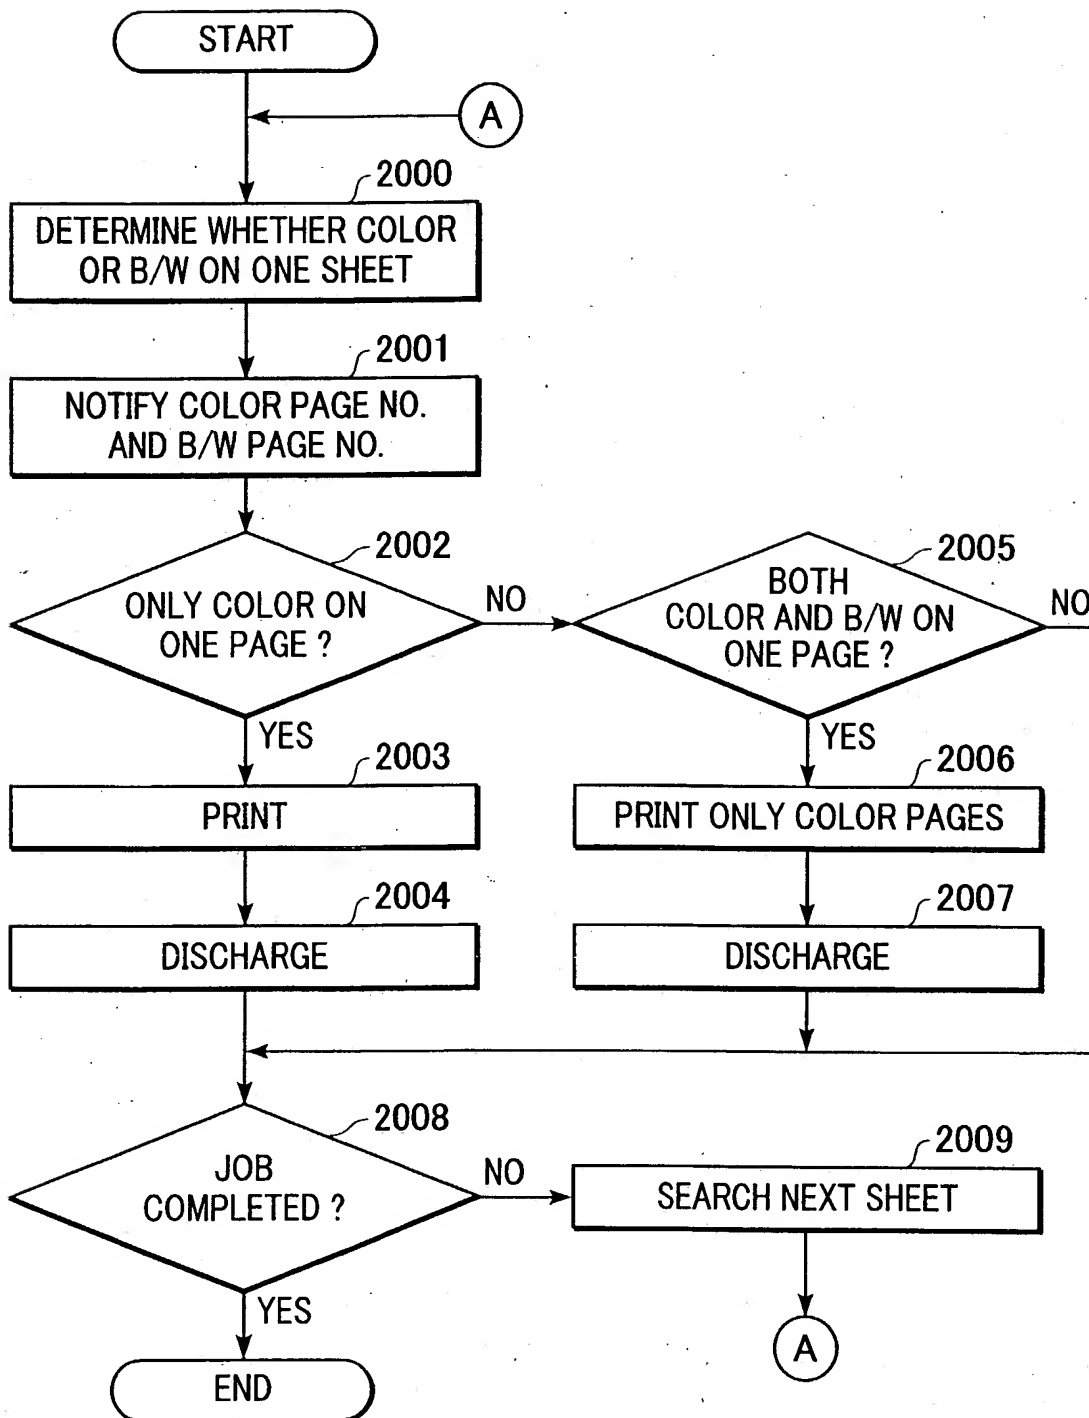 START
A
2000
DETERMINE WHETHER COLOR
OR B/W ON ONE SHEET
2001
NOTIFY COLOR PAGE NO.
AND B/W PAGE NO.
2002
ONLY COLOR ON
ONE PAGE ?
NO
YES
2005
BOTH
COLOR AND B/W ON
ONE PAGE ?
NO
YES
2003
PRINT
2006
PRINT ONLY COLOR PAGES
2004
DISCHARGE
2007
DISCHARGE
2008
JOB
COMPLETED ?
NO
YES
2009
SEARCH NEXT SHEET
A
END